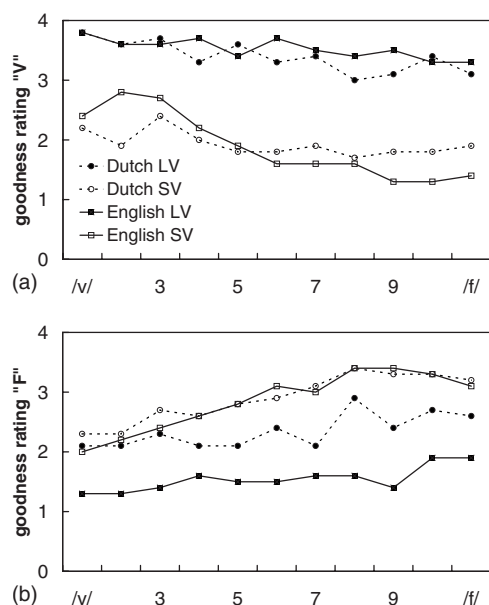 4
3
2
1
0
goodness rating "V"
Dutch LV
Dutch SV
English LV
English SV
(a)
/v/ 3 5 7 9 /f/
4
3
2
1
0
goodness rating "F"
(b)
/v/ 3 5 7 9 /f/